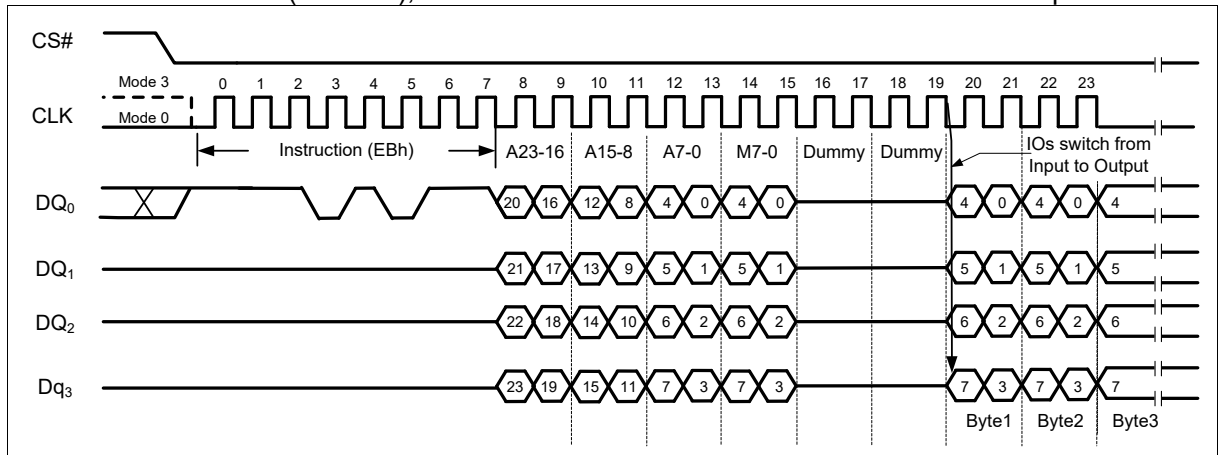 CS#
Mode 3 0 1 2 3 4 5 6 7 8 9 10 11 12 13 14 15 16 17 18 19 20 21 22 23
CLK Mode 0
Instruction (EBh) A23-16 A15-8 A7-0 M7-0 Dummy Dummy IOs switch from
Input to Output
DQ0 20 16 12 8 4 0 4 0 4 0 4 0 4
DQ1 21 17 13 9 5 1 5 1 5 1 5 1 5
DQ2 22 18 14 10 6 2 6 2 6 2 6 2 6
Dq3 23 19 15 11 7 3 7 3 7 3 7 3 7
Byte1 Byte2 Byte3